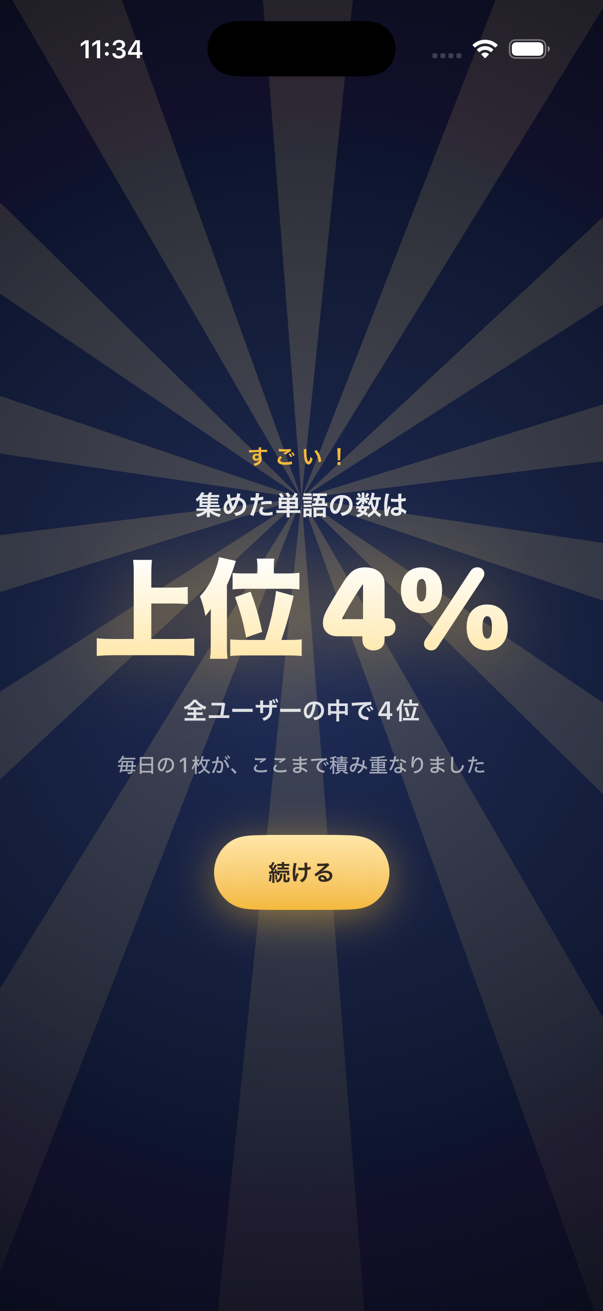 11:34
すごい！
集めた単語の数は
上位4%
全ユーザーの中で4位
毎日の1枚が、ここまで積み重なりました
続ける